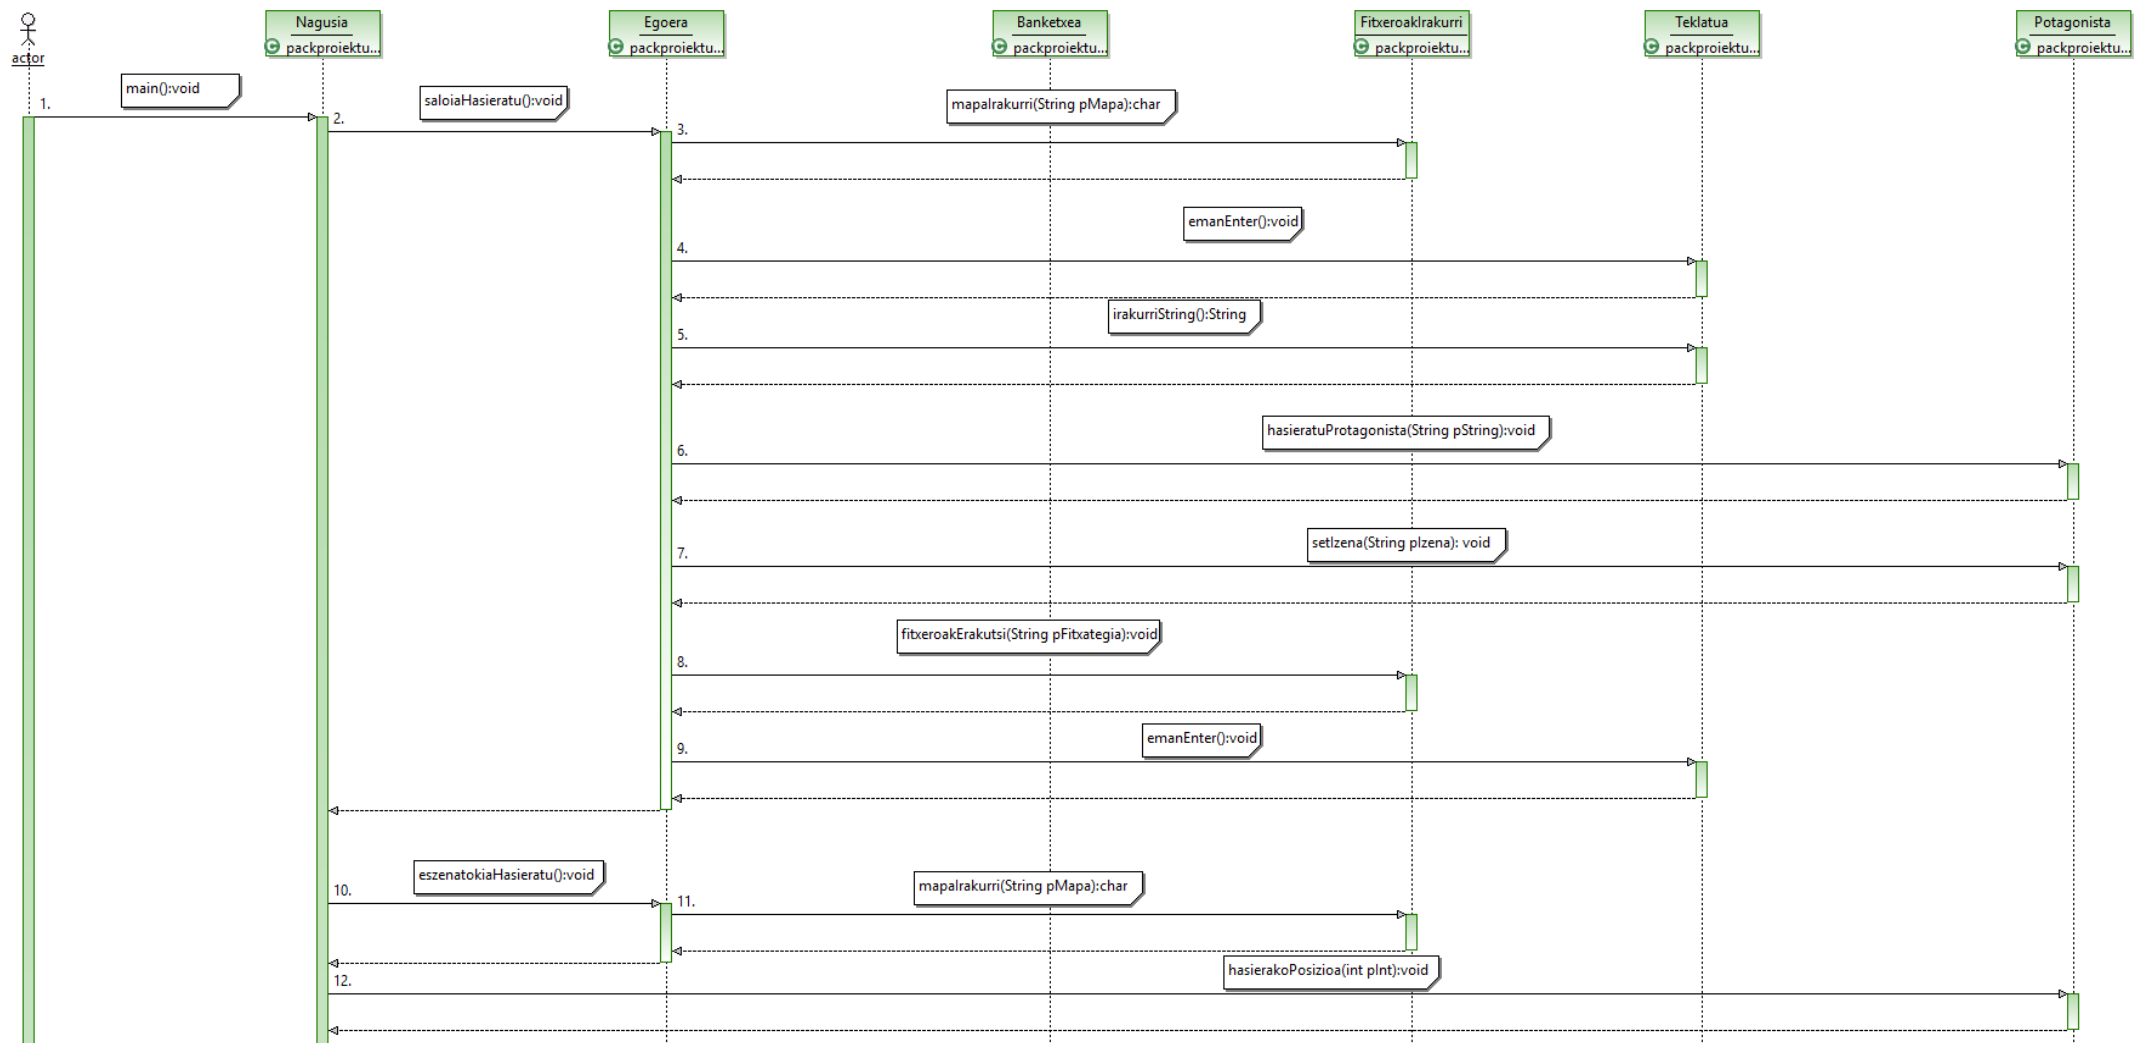 Nagusia
packproiektu...
Egoera
packproiektu...
Banketxea
packproiektu...
FitxeroakIrakurri
packproiektu...
Teklatua
packproiektu...
Potagonista
packproiektu...
actor
main():void
1.
saloiaHasieratu():void
2.
mapaIrakurri(String pMapa):char
3.
emanEnter():void
4.
irakurriString():String
5.
hasieratuProtagonista(String pString):void
6.
setIzena(String pIzena): void
7.
fitxeroakErakutsi(String pFitxategia):void
8.
emanEnter():void
9.
eszenatokiaHasieratu():void
10.
mapaIrakurri(String pMapa):char
11.
hasierakoPosizioa(int pInt):void
12.